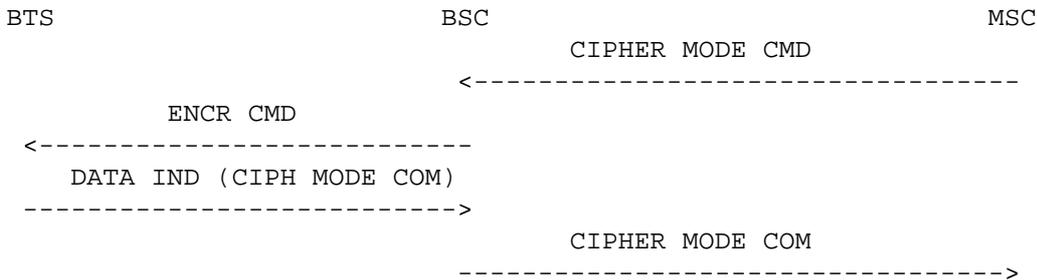 BTS BSC MSC
CIPHER MODE CMD
<---------------------------------- 
ENCR CMD
<---------------------------
DATA IND (CIPH MODE COM)
--------------------------->
CIPHER MODE COM
---------------------------------->